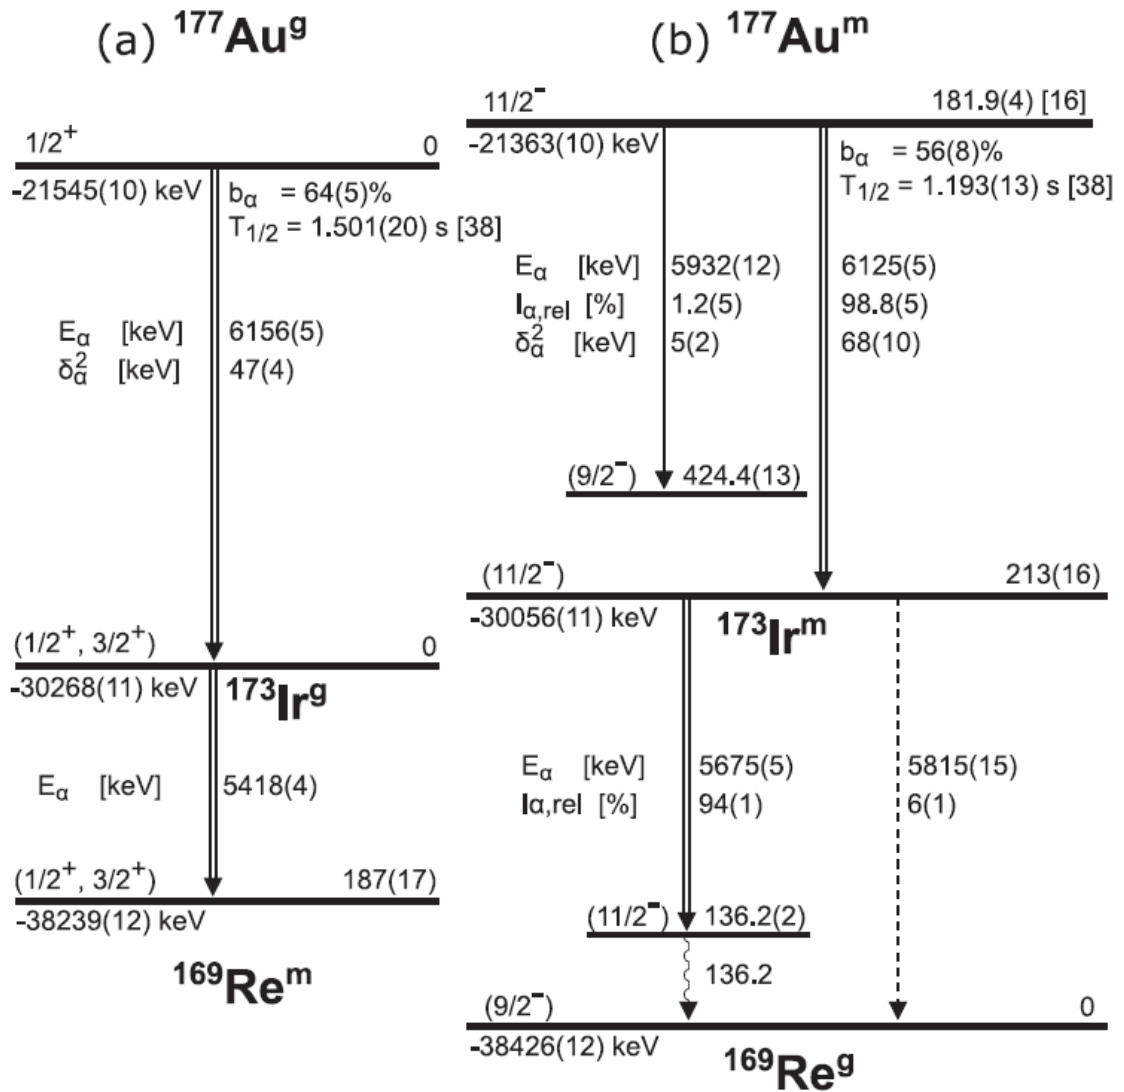 (a) ¹⁷⁷Auᵍ
1/2⁺ 0
-21545(10) keV
bα = 64(5)%
T1/2 = 1.501(20) s [38]
Eα [keV] 6156(5)
δ²α [keV] 47(4)
(1/2⁺, 3/2⁺) 0
-30268(11) keV
¹⁷³Irᵍ
Eα [keV] 5418(4)
(1/2⁺, 3/2⁺) 187(17)
-38239(12) keV
¹⁶⁹Reᵐ
(b) ¹⁷⁷Auᵐ
11/2⁻ 181.9(4) [16]
-21363(10) keV
bα = 56(8)%
T1/2 = 1.193(13) s [38]
Eα [keV] 5932(12) 6125(5)
Iα,rel [%] 1.2(5) 98.8(5)
δ²α [keV] 5(2) 68(10)
(9/2⁻) 424.4(13)
(11/2⁻) 213(16)
-30056(11) keV
¹⁷³Irᵐ
Eα [keV] 5675(5) 5815(15)
Iα,rel [%] 94(1) 6(1)
(11/2⁻) 136.2(2)
136.2
(9/2⁻) 0
-38426(12) keV
¹⁶⁹Reᵍ